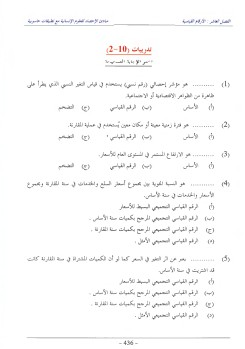 الفصل العاشر : الأرقام القياسية
مبادئ الإحصاء للعلوم الإنسانية مع تطبيقات حاسوبية
تدريبات (10-2)
(1) ........... هو مؤشر إحصائي (رقم نسبي) يستخدم في قياس التغير النسبي الذي يطرأ على
ظاهرة من الظواهر الاقتصادية أو الاجتماعية.
(أ) الأساس (ب) الرقم القياسي (ج) التضخم
(2) ........... هو فترة زمنية معينة أو مكان معين يُستخدم في عملية المقارنة.
(أ) الأساس (ب) الرقم القياسي (ج) التضخم
(3) ........... هو الارتفاع المستمر في المستوى العام للأسعار.
(أ) الأساس (ب) الرقم القياسي (ج) التضخم
(4) ........... هو النسبة المئوية بين مجموع أسعار السلع والخدمات في سنة المقارنة ومجموع
الأسعار والخدمات في سنة الأساس.
(أ) الرقم القياسي التجميعي البسيط للأسعار
(ب) الرقم القياسي التجميعي المرجح بكميات سنة الأساس.
(ج) الرقم القياسي التجميعي المرجح بكميات سنة المقارنة.
(د) الرقم القياسي التجميعي الأمثل.
(5) ........... يعبر عن أثر التغير في السعر كما لو أن الكميات المشتراة في سنة المقارنة كانت
قد اشتريت في سنة الأساس.
(أ) الرقم القياسي التجميعي البسيط للأسعار
(ب) الرقم القياسي التجميعي المرجح بكميات سنة الأساس.
(ج) الرقم القياسي التجميعي المرجح بكميات سنة المقارنة.
(د) الرقم القياسي التجميعي الأمثل.
- 436 -